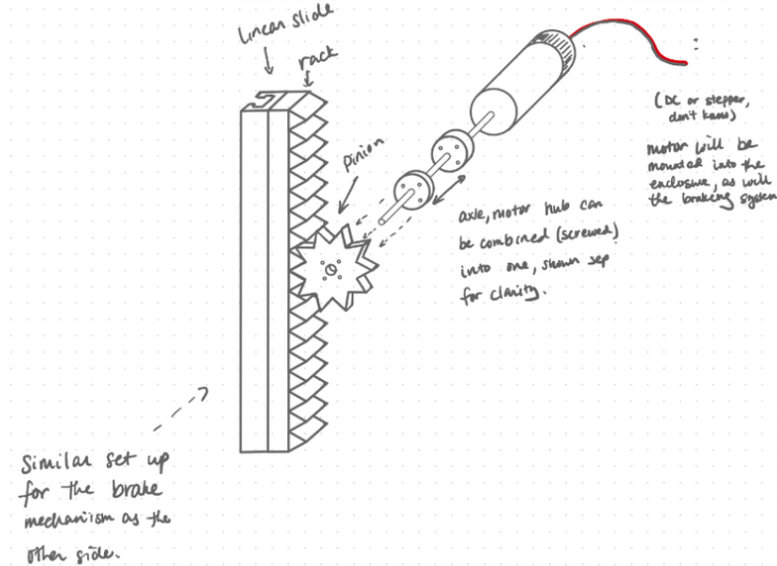 linear slide
rack
pinion
(DC or stepper,
don't know)
motor will be
mounted into the
enclosure, as will
the braking system
axle, motor hub can
be combined (screwed)
into one, shown sep
for clarity.
Similar set up
for the brake
mechanism as the
other side.